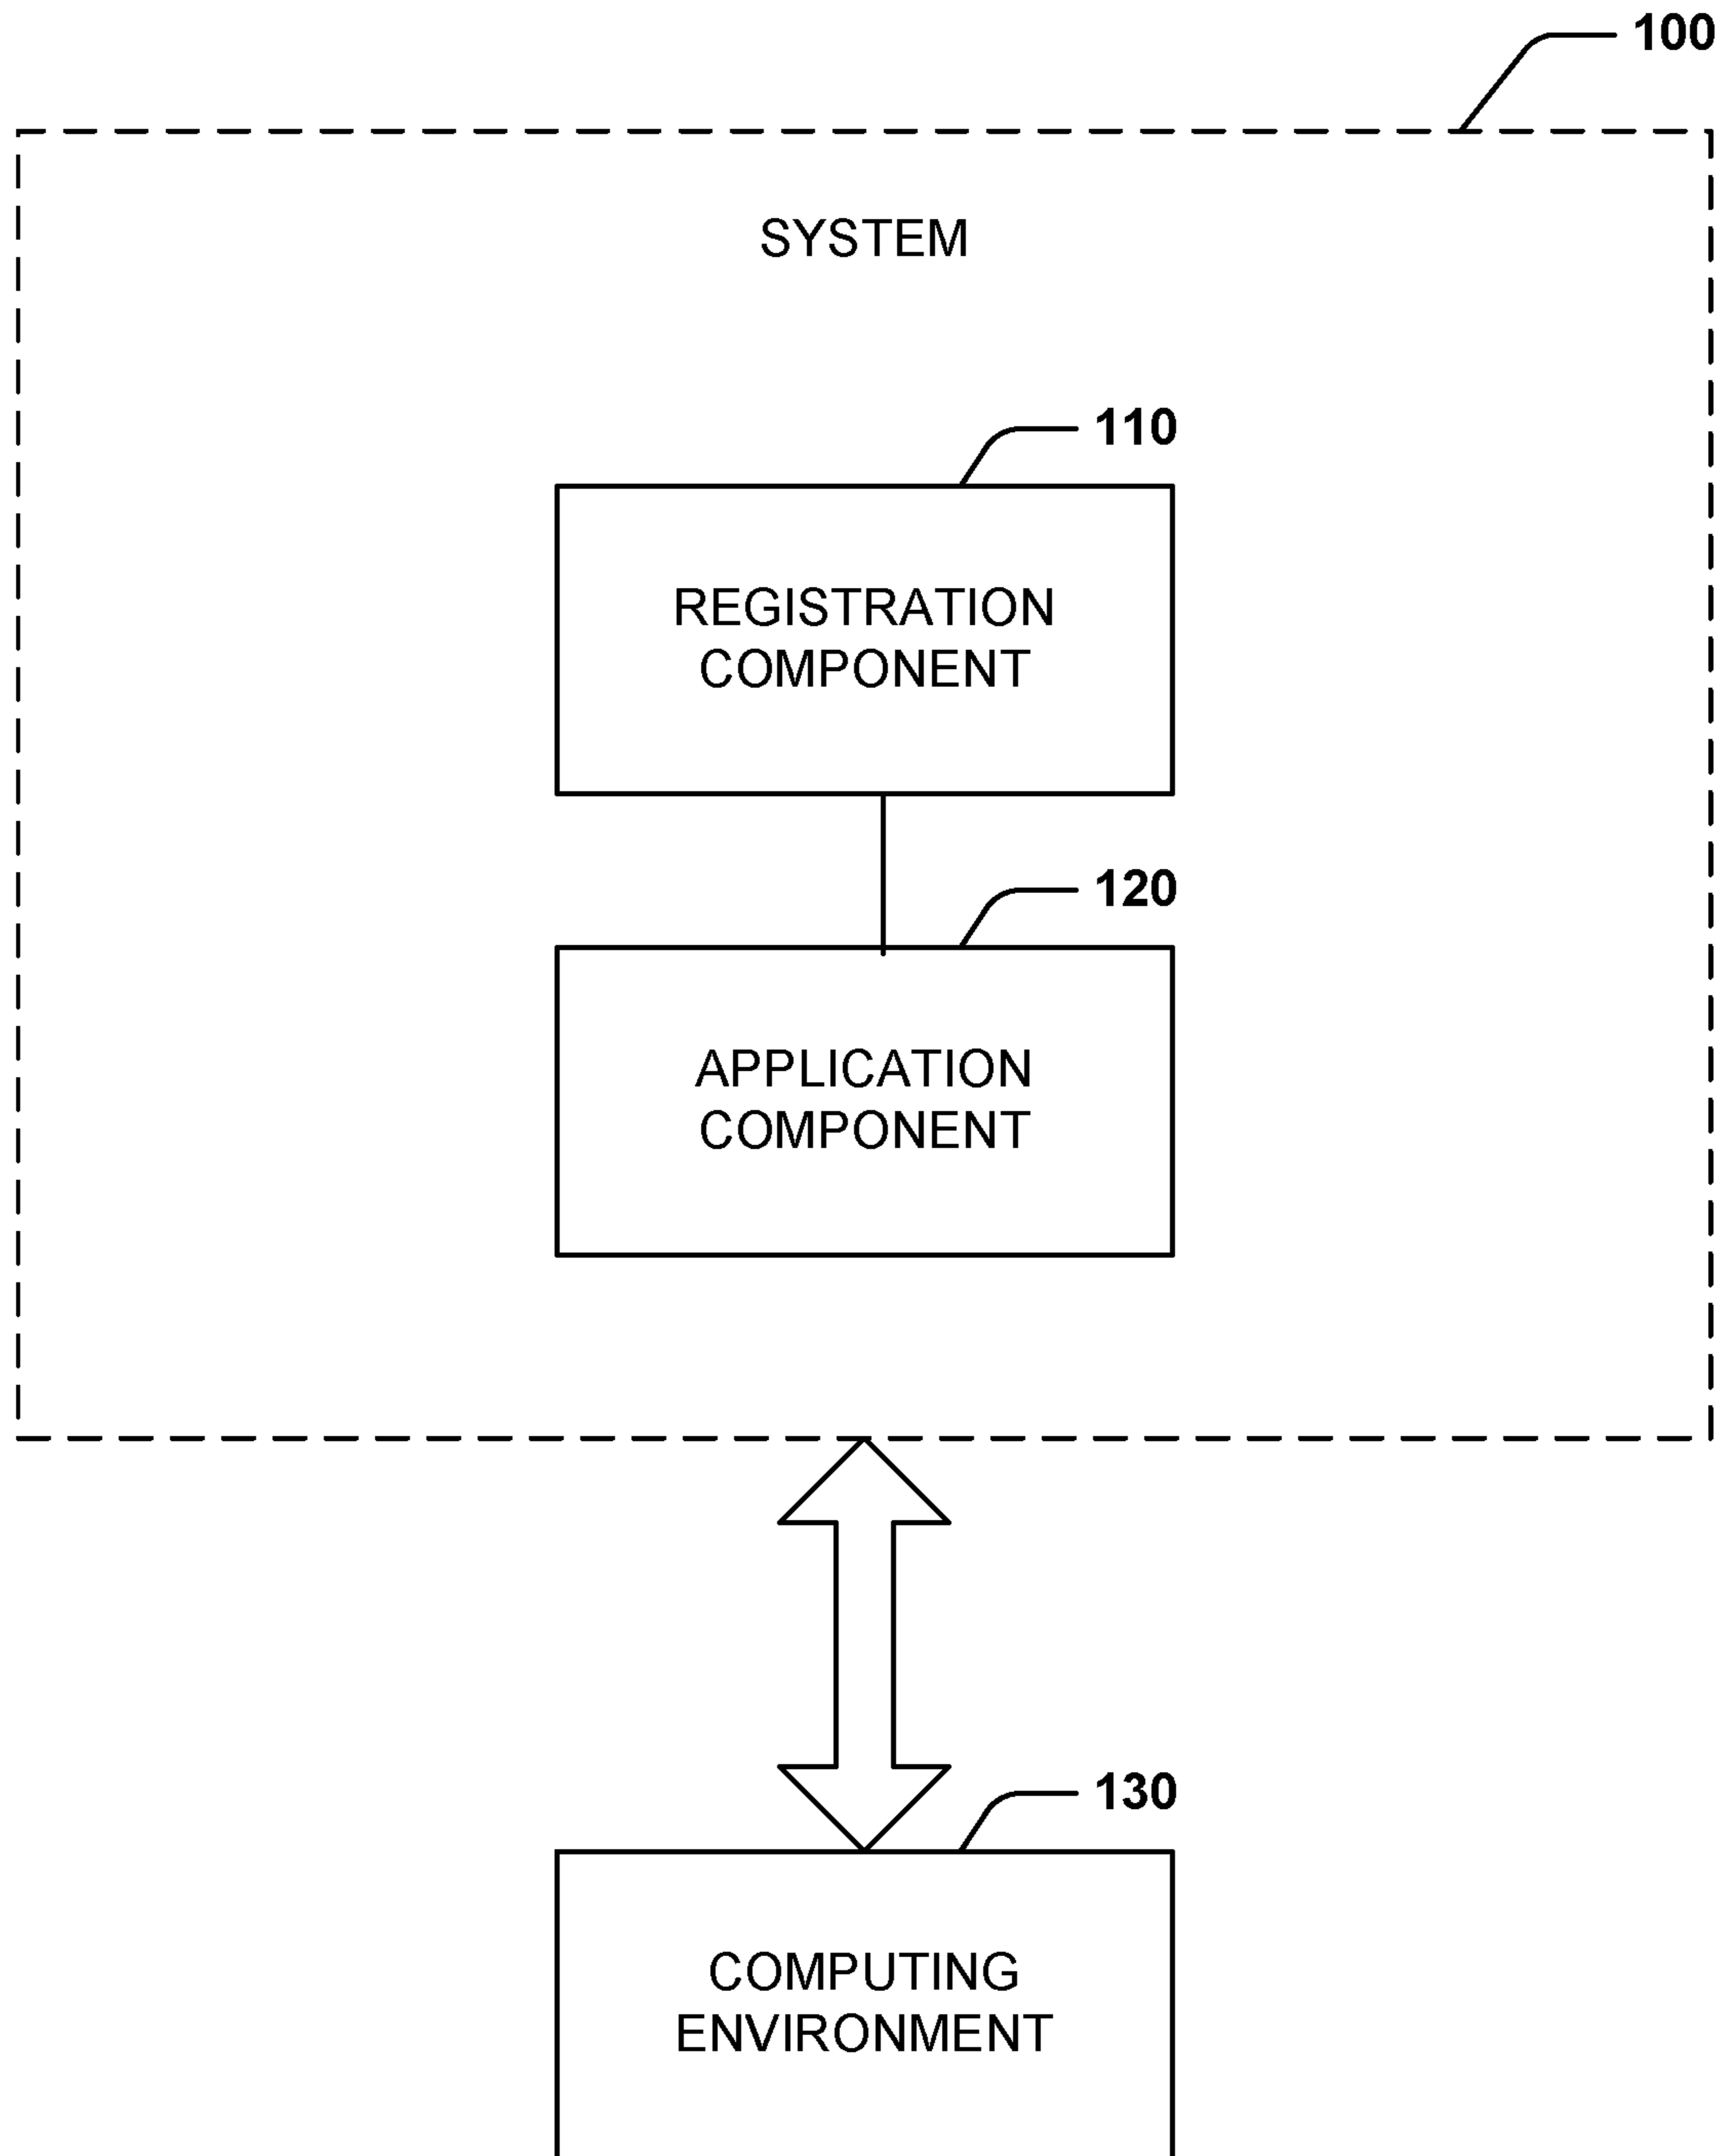 100
SYSTEM
110
REGISTRATION
COMPONENT
120
APPLICATION
COMPONENT
130
COMPUTING
ENVIRONMENT